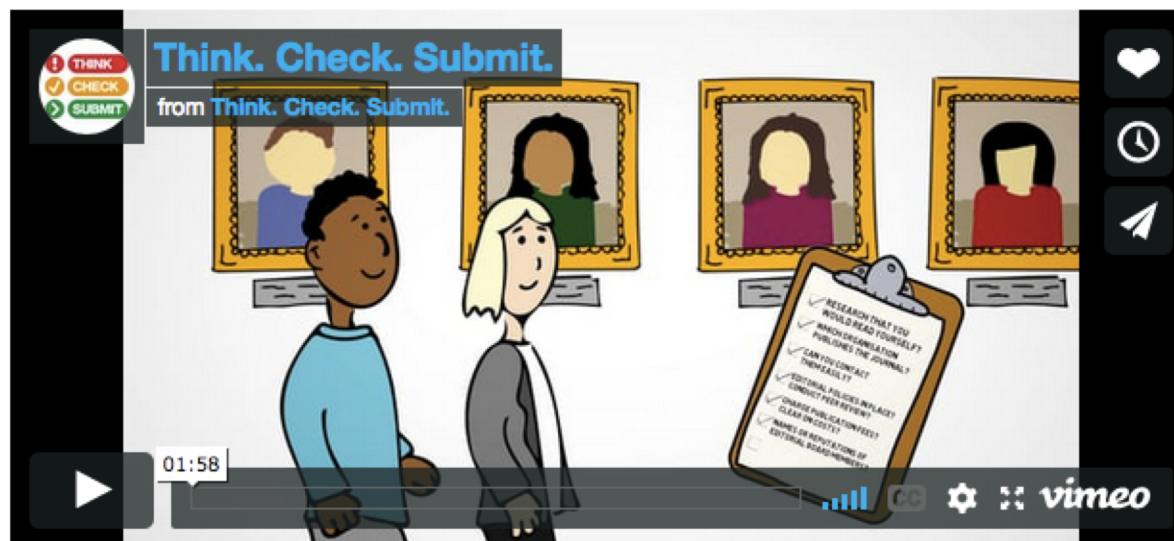 Think. Check. Submit.
from Think. Check. Submit.
! THINK
CHECK
SUBMIT
RESEARCH THAT YOU
WOULD READ YOURSELF?
WHICH ORGANISATION
PUBLISHES THE JOURNAL?
CAN YOU CONTACT
THEM EASILY?
EDITORIAL POLICIES IN PLACE?
CONDUCT PEER REVIEW?
CHARGE PUBLICATION FEES?
CLEAR ON COSTS?
NAMES OR REPUTATIONS OF
EDITORIAL BOARD MEMBERS?
01:58
CC
vimeo